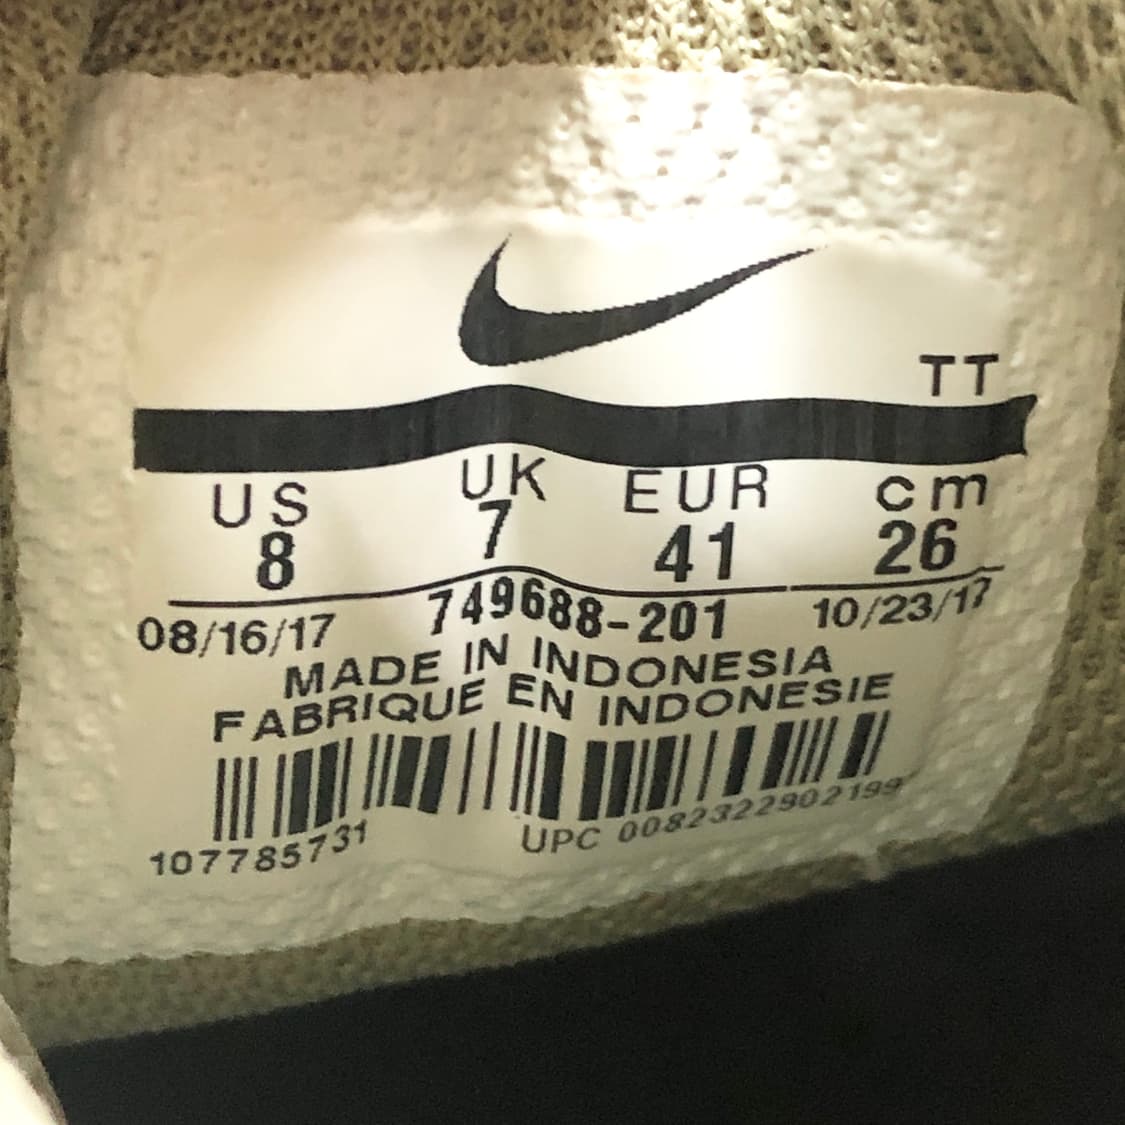 TT
US UK EUR cm
8 7 41 26
08/16/17 749688-201 10/23/17
MADE IN INDONESIA
FABRIQUE EN INDONESIE
107785731 UPC 0082322902199